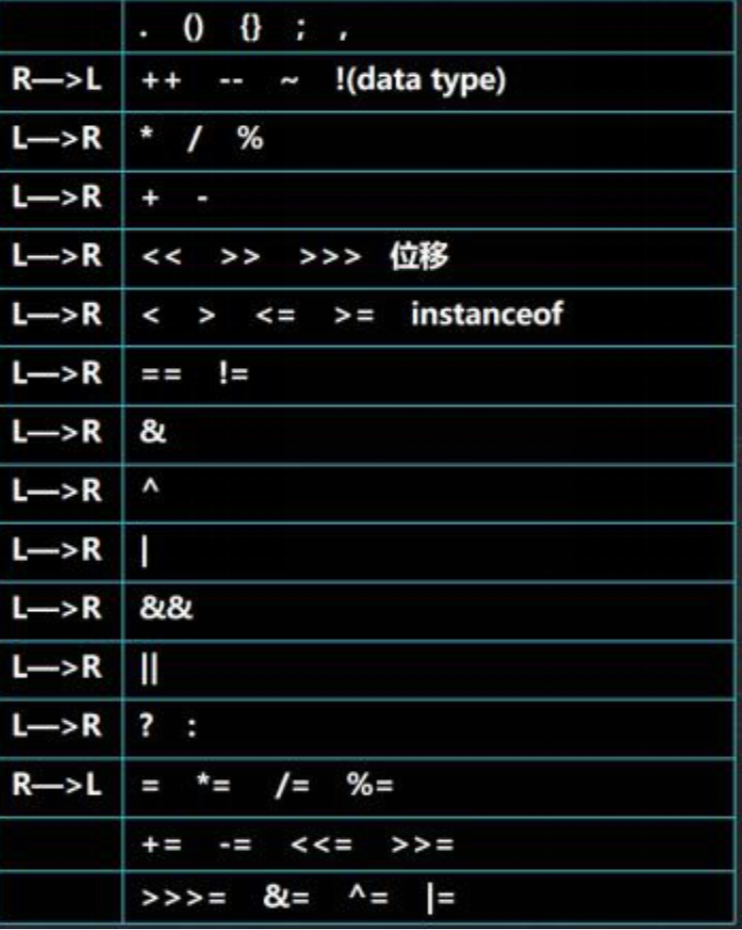 . () {} ; ,
R—>L ++ -- ~ !(data type)
L—>R * / %
L—>R + -
L—>R << >> >>> 位移
L—>R < > <= >= instanceof
L—>R == !=
L—>R &
L—>R ^
L—>R |
L—>R &&
L—>R ||
L—>R ? :
R—>L = *= /= %=
+= -= <<= >>=
>>>= &= ^= |=